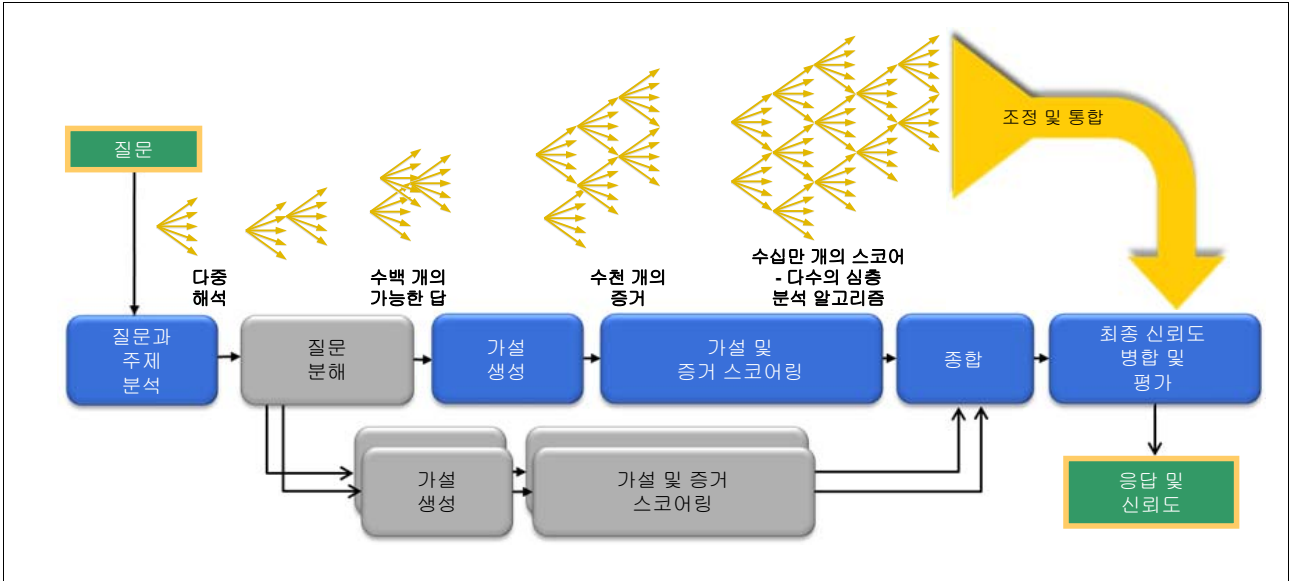 질문
조정 및 통합
다중
해석
수백 개의
가능한 답
수천 개의
증거
수십만 개의 스코어
- 다수의 심층
분석 알고리즘
질문과
주제
분석
질문
분해
가설
생성
가설 및
증거 스코어링
종합
최종 신뢰도
병합 및
평가
가설
생성
가설 및 증거
스코어링
응답 및
신뢰도